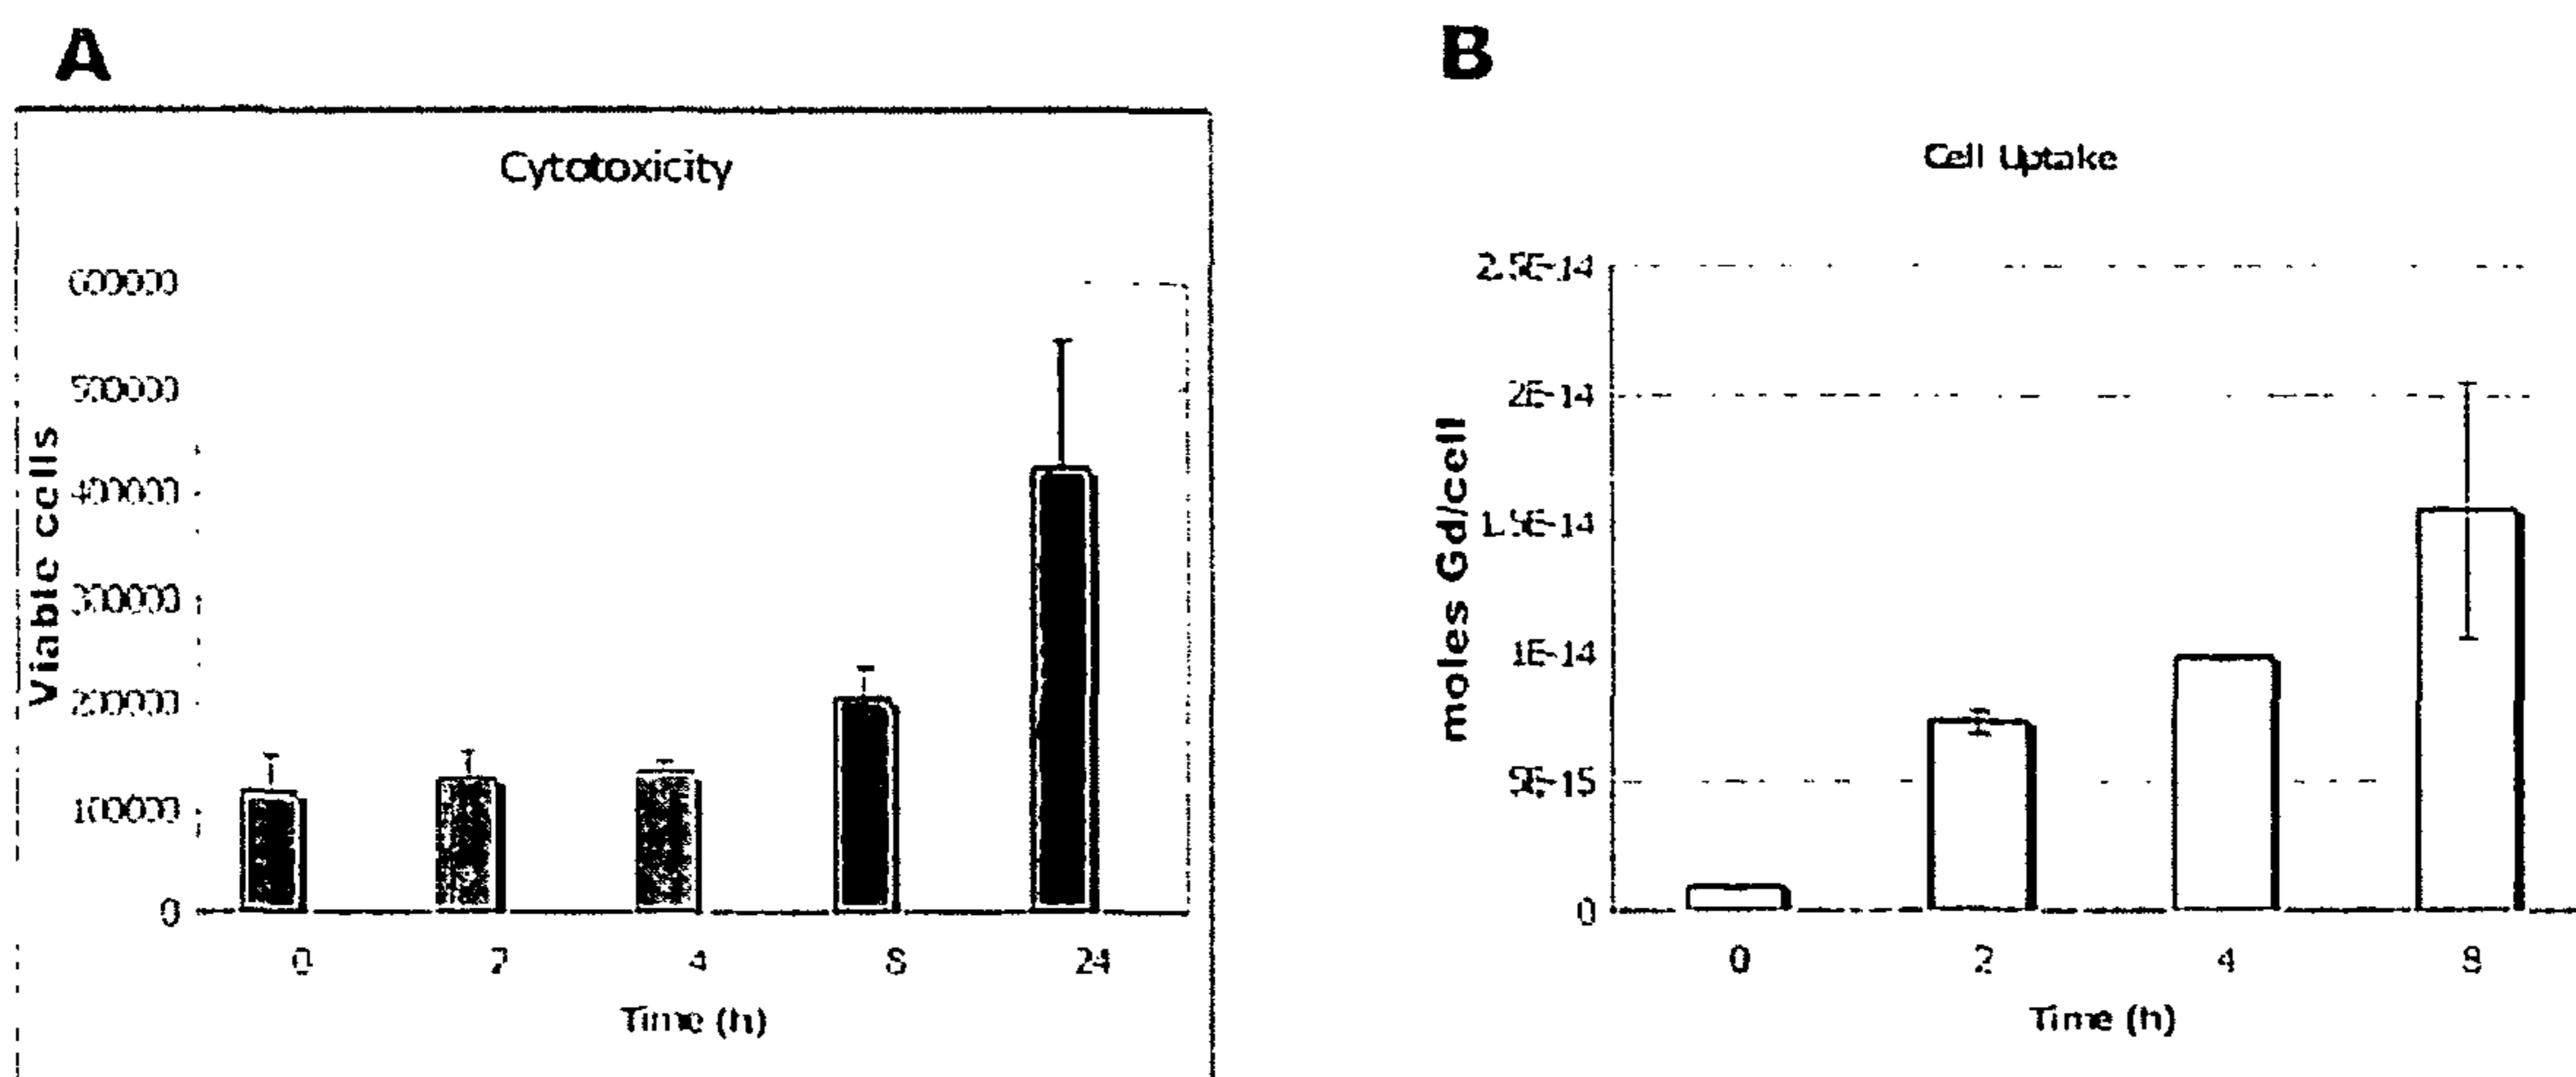 A
Cytotoxicity
600000
500000
400000
300000
200000
100000
0
Viable cells
0 2 4 8 24
Time (h)
B
Cell Uptake
2.5E-14
2E-14
1.5E-14
1E-14
5E-15
0
moles Gd/cell
0 2 4 8
Time (h)